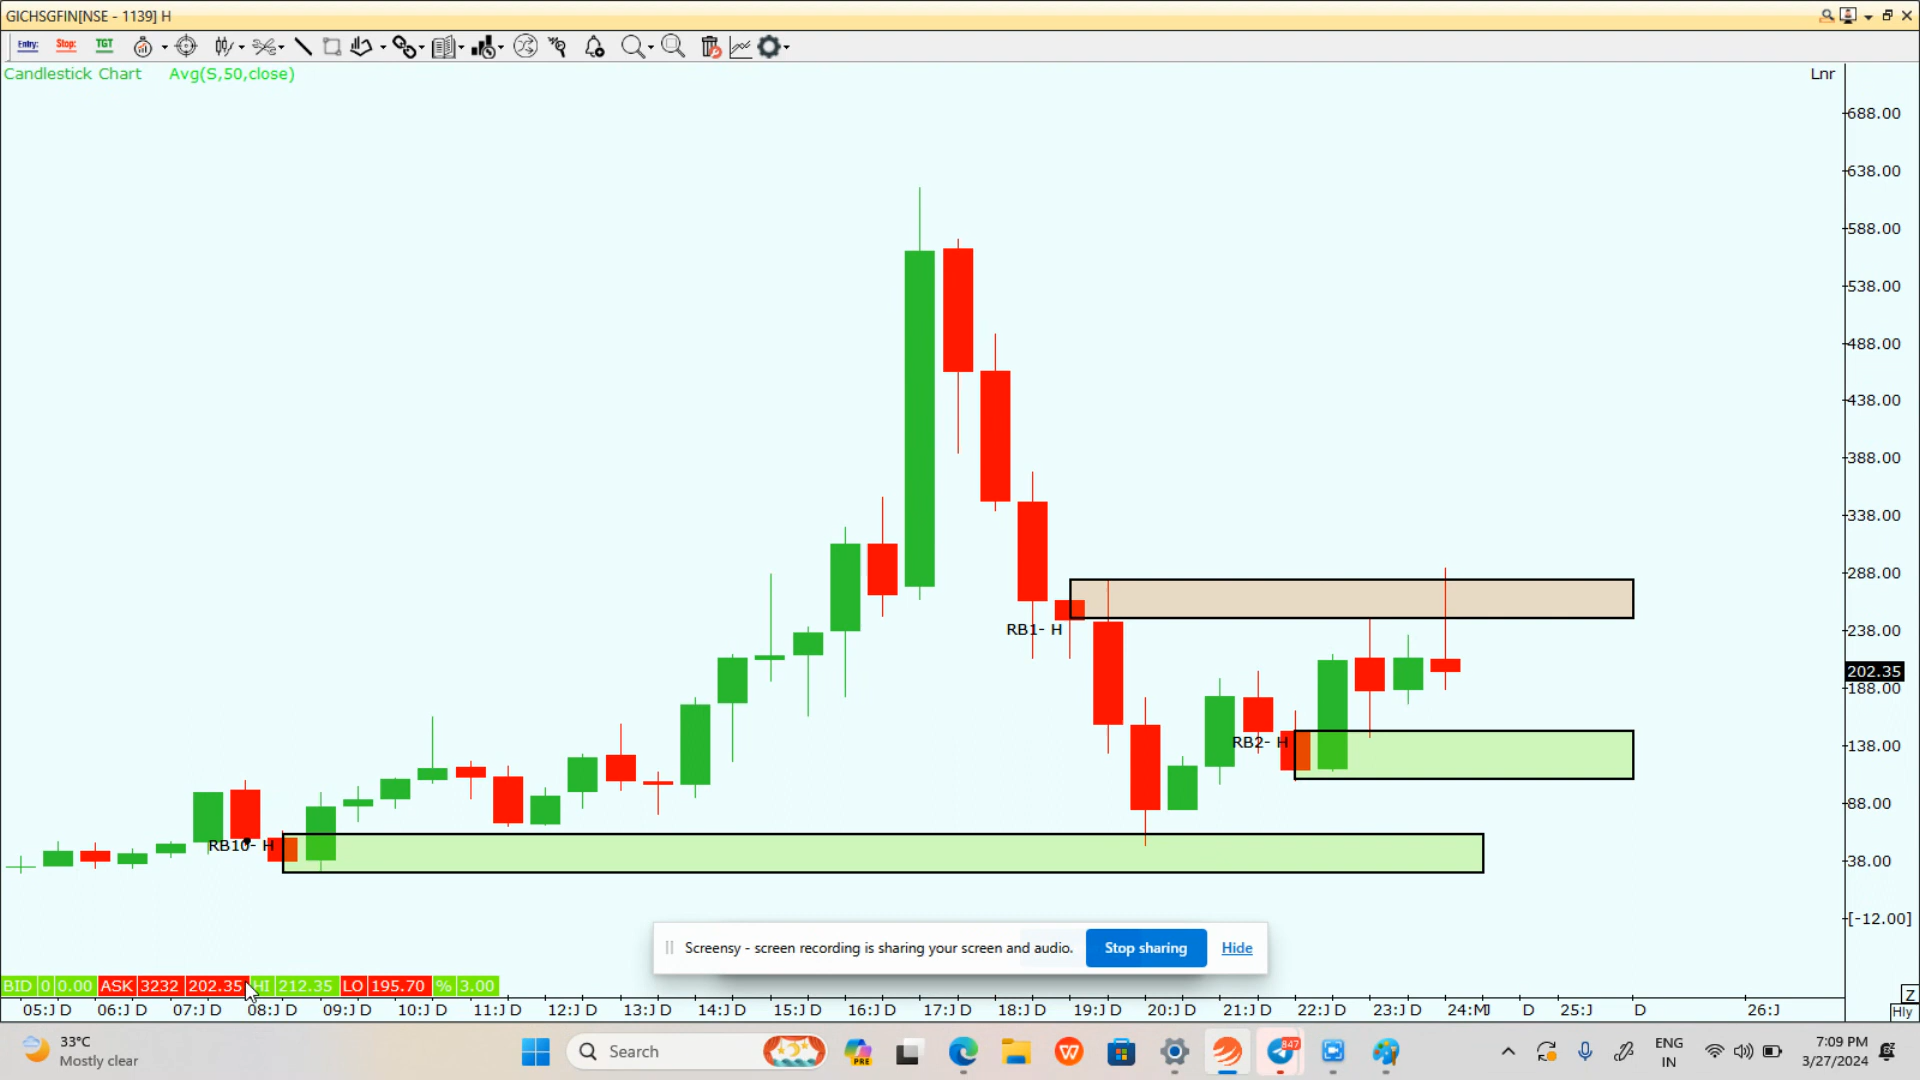 GICHSGFIN[NSE - 1139] H
Entry: Stop: TGT
Candlestick Chart Avg(S,50,close) Lnr
688.00
638.00
588.00
538.00
488.00
438.00
388.00
338.00
288.00
RB1- H 238.00
202.35
188.00
RB2- H 138.00
88.00
RB10- H
38.00
[-12.00]
Screensy - screen recording is sharing your screen and audio. Stop sharing Hide
BID 0 0.00 ASK 3232 202.35 HI 212.35 LO 195.70 % 3.00 Z
05:J D 06:J D 07:J D 08:J D 09:J D 10:J D 11:J D 12:J D 13:J D 14:J D 15:J D 16:J D 17:J D 18:J D 19:J D 20:J D 21:J D 22:J D 23:J D 24:M D 25:J D 26:J Hly
33°C
Mostly clear
Search
PRE
847
ENG
IN
7:09 PM
3/27/2024